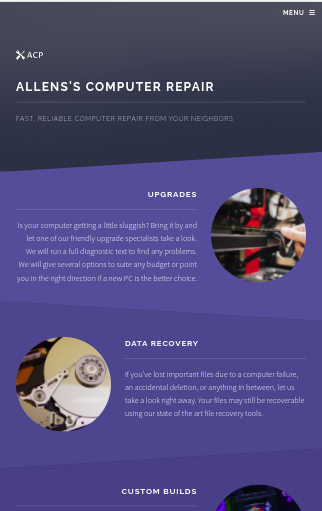 MENU
ACP
ALLENS'S COMPUTER REPAIR
FAST, RELIABLE COMPUTER REPAIR FROM YOUR NEIGHBORS
UPGRADES
Is your computer getting a little sluggish? Bring it by and
let one of our friendly upgrade specialists take a look.
We will run a full diagnostic text to find any problems.
We will give several options to suite any budget or point
you in the right direction if a new PC is the better choice.
DATA RECOVERY
If you've lost important files due to a computer failure,
an accidental deletion, or anything in between, let us
take a look right away. Your files may still be recoverable
using our state of the art file recovery tools.
CUSTOM BUILDS